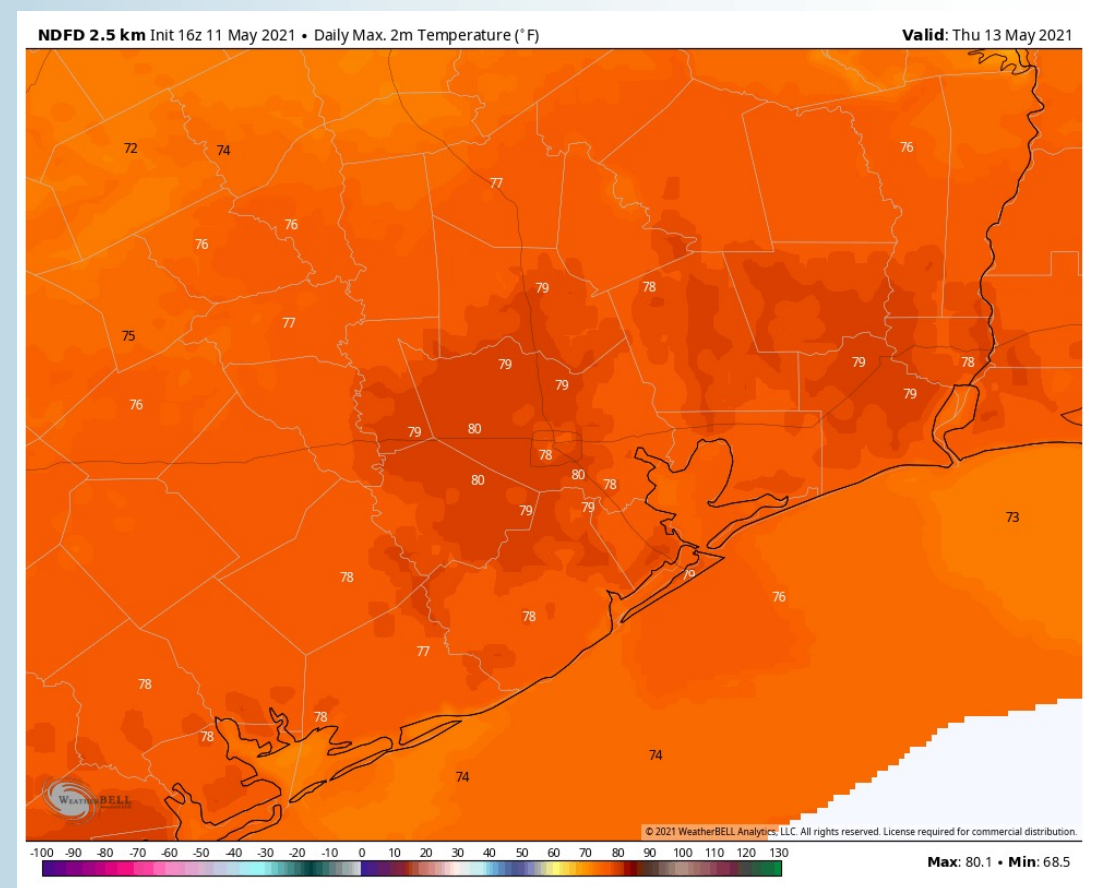 NDFD 2.5 km Init 16z 11 May 2021 • Daily Max. 2m Temperature (°F) Valid: Thu 13 May 2021
72 74 76
77
76 76
79 78
77
75
79 79 78
79 79
76
79 80
78
80 80 78
79 79
73
78 79
76
78
77
78
78
78
74
74
WEATHERBELL
© 2021 WeatherBELL Analytics, LLC. All rights reserved. License required for commercial distribution.
-100 -90 -80 -70 -60 -50 -40 -30 -20 -10 0 10 20 30 40 50 60 70 80 90 100 110 120 130
Max: 80.1 • Min: 68.5